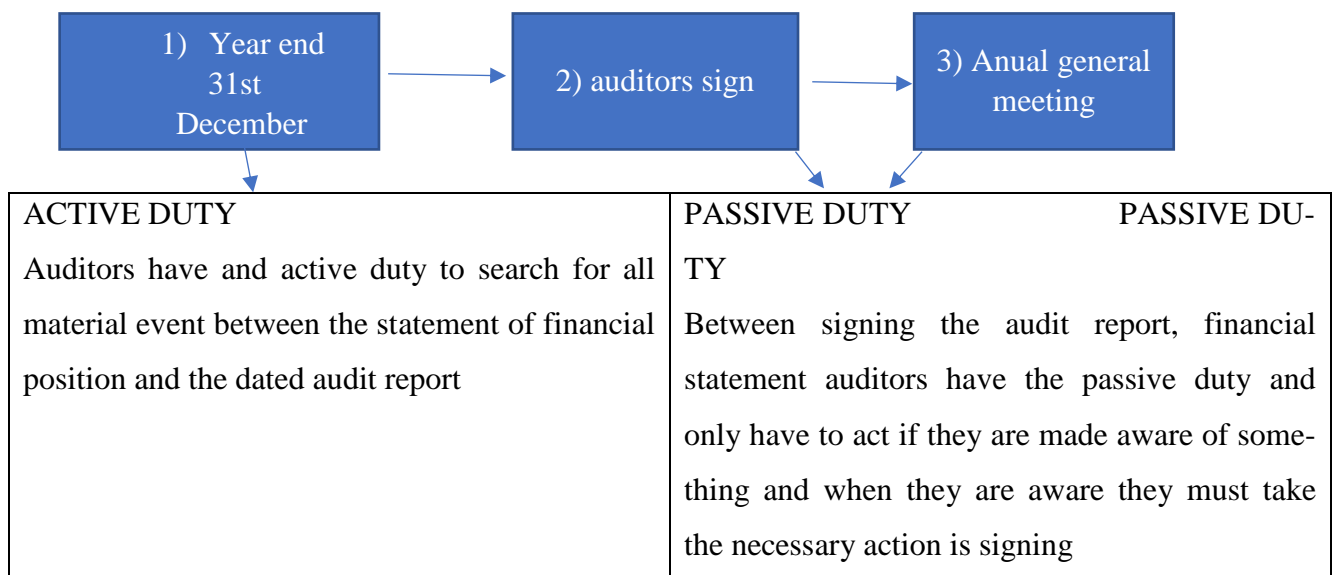 1) Year end
31st
December
2) auditors sign
3) Anual general
meeting
ACTIVE DUTY
Auditors have and active duty to search for all
material event between the statement of financial
position and the dated audit report
PASSIVE DUTY PASSIVE DU-
TY
Between signing the audit report, financial
statement auditors have the passive duty and
only have to act if they are made aware of some-
thing and when they are aware they must take
the necessary action is signing